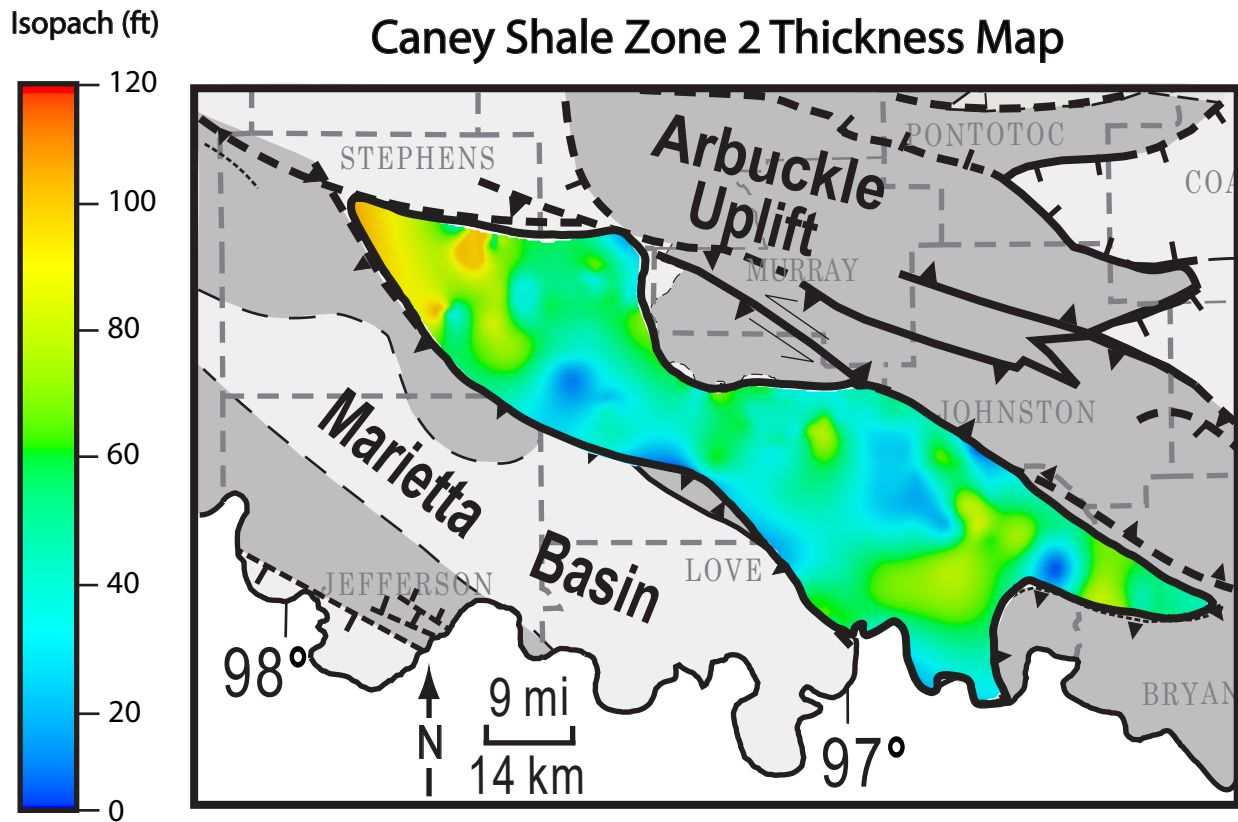 Isopach (ft)
Caney Shale Zone 2 Thickness Map
120
100
80
60
40
20
0
STEPHENS
Arbuckle
Uplift
PONTOTOC
COA
MURRAY
JOHNSTON
Marietta
Basin
LOVE
JEFFERSON
BRYAN
98°
97°
N
9 mi
14 km